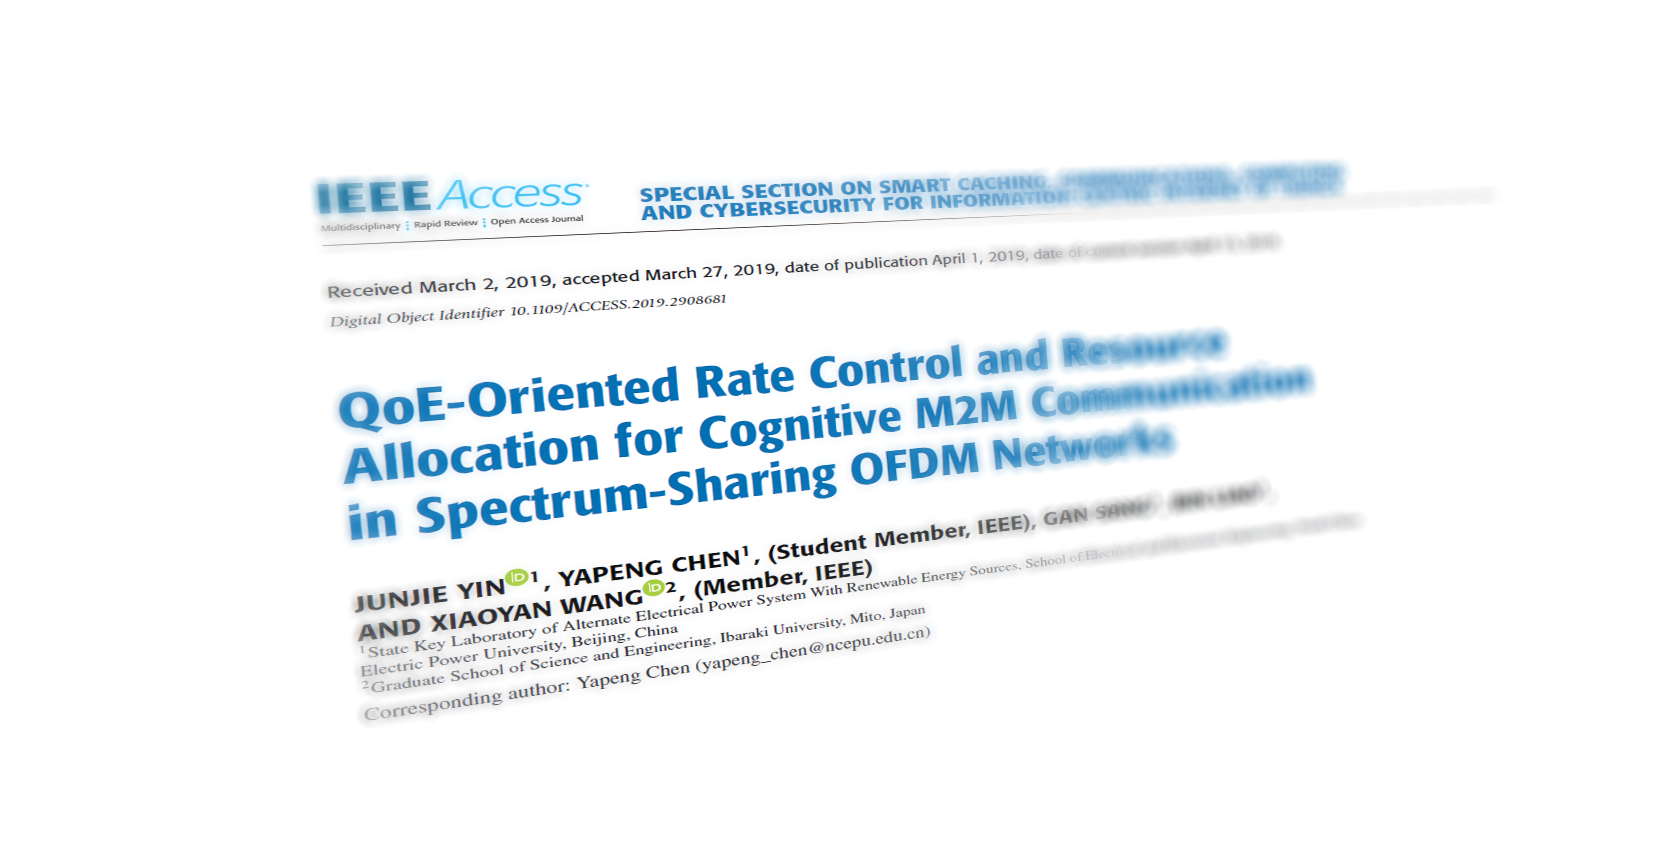 IEEE Access
Multidisciplinary Rapid Review Open Access Journal
SPECIAL SECTION ON SMART CACHING,
AND CYBERSECURITY FOR INFORMATION
Received March 2, 2019, accepted March 27, 2019, date of publication April 1, 2019, date of
Digital Object Identifier 10.1109/ACCESS.2019.2908681
QoE-Oriented Rate Control and Resource
Allocation for Cognitive M2M Communication
in Spectrum-Sharing OFDM Networks
JUNJIE YIN1, YAPENG CHEN1, (Student Member, IEEE), GAN
AND XIAOYAN WANG2, (Member, IEEE)
1State Key Laboratory of Alternate Electrical Power System With Renewable Energy Sources, School of
Electric Power University, Beijing, China
2Graduate School of Science and Engineering, Ibaraki University, Mito, Japan
Corresponding author: Yapeng Chen (yapeng_chen@ncepu.edu.cn)